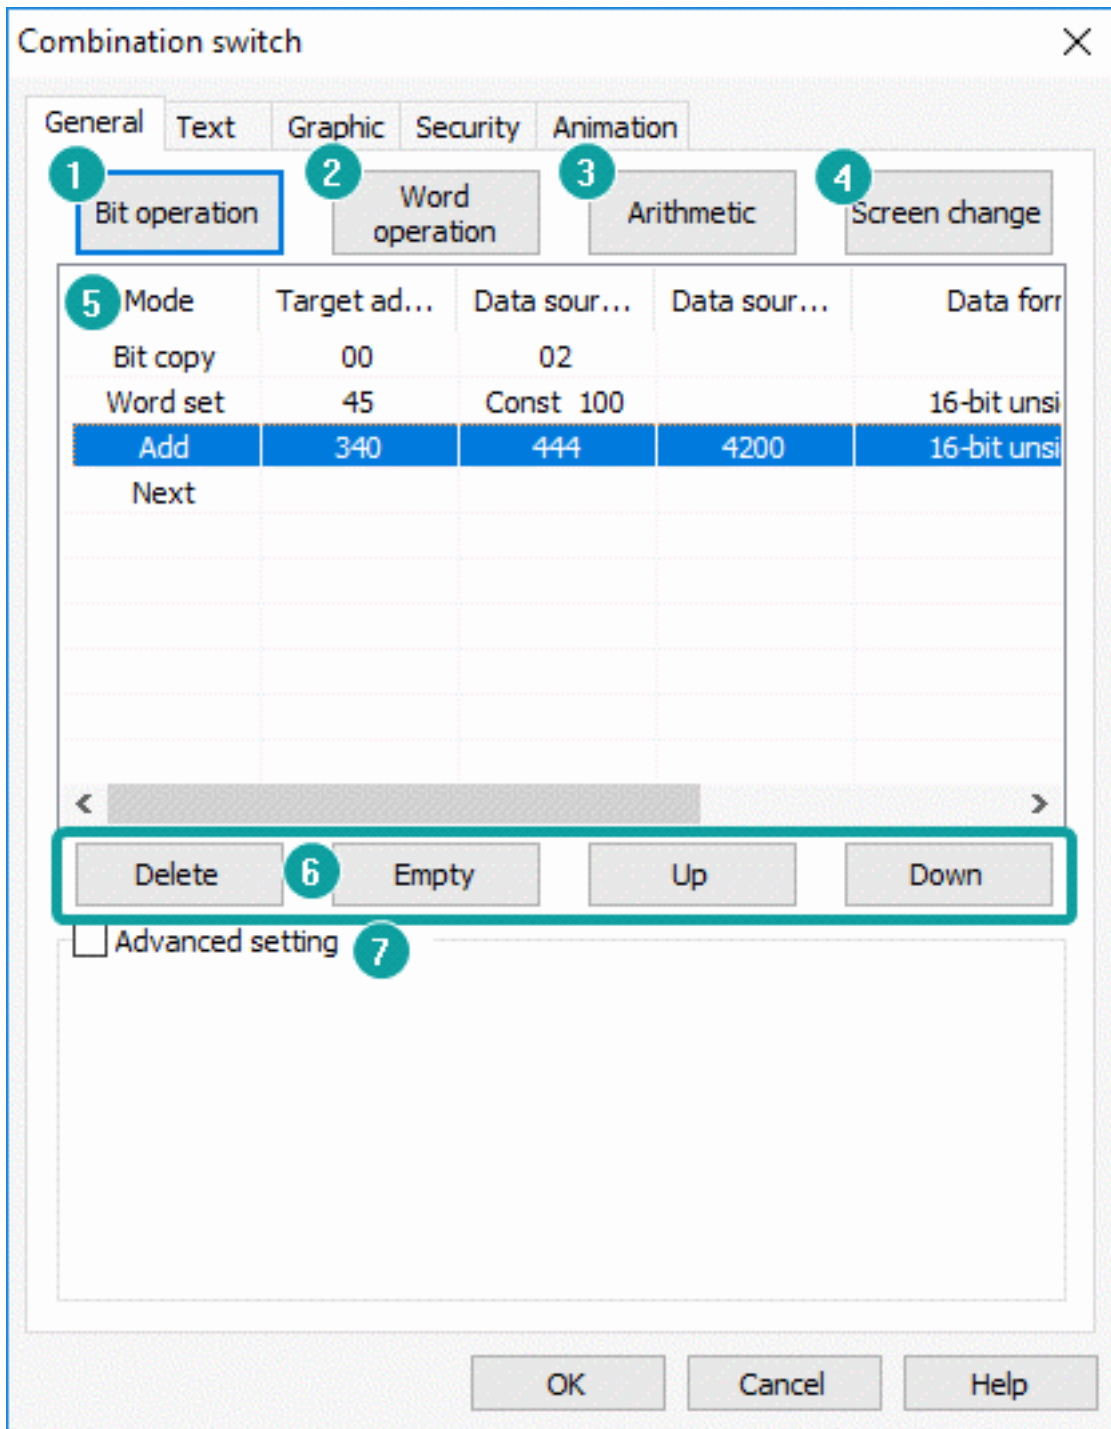 Combination switch
General Text Graphic Security Animation
1 2 3 4
Bit operation Word operation Arithmetic Screen change
5 Mode Target ad... Data sour... Data sour... Data forr
Bit copy 00 02
Word set 45 Const 100 16-bit unsi
Add 340 444 4200 16-bit unsi
Next
Delete 6 Empty Up Down
Advanced setting 7
OK Cancel Help